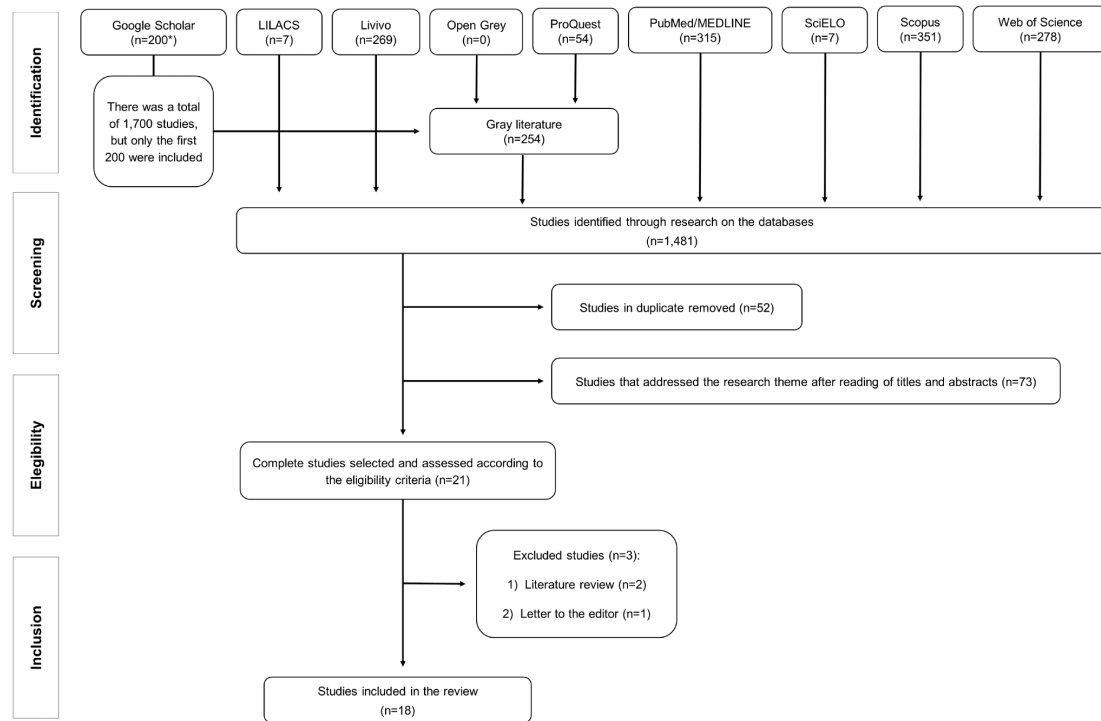 Identification
Google Scholar
(n=200*)
LILACS
(n=7)
Livivo
(n=269)
Open Grey
(n=0)
ProQuest
(n=54)
PubMed/MEDLINE
(n=315)
SciELO
(n=7)
Scopus
(n=351)
Web of Science
(n=278)
There was a total
of 1,700 studies,
but only the first
200 were included
Gray literature
(n=254)
Screening
Studies identified through research on the databases
(n=1,481)
Studies in duplicate removed (n=52)
Studies that addressed the research theme after reading of titles and abstracts (n=73)
Elegibility
Complete studies selected and assessed according to
the eligibility criteria (n=21)
Inclusion
Excluded studies (n=3):
1) Literature review (n=2)
2) Letter to the editor (n=1)
Studies included in the review
(n=18)